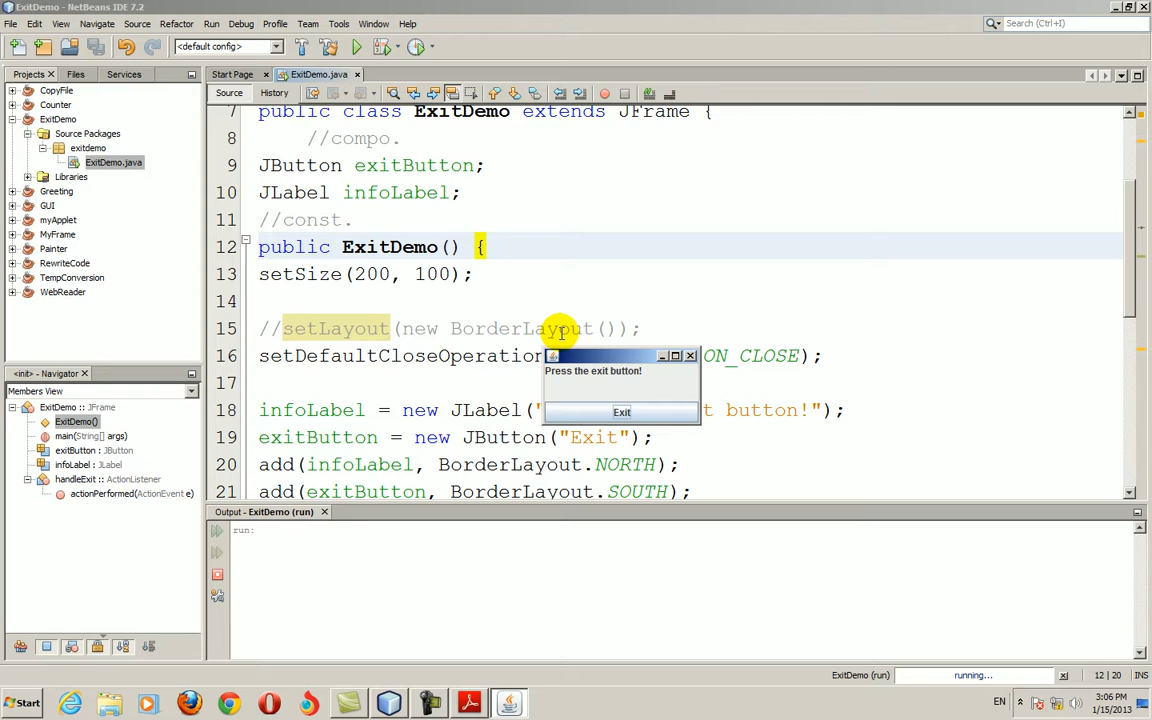 ExitDemo - NetBeans IDE 7.2
File Edit View Navigate Source Refactor Run Debug Profile Team Tools Window Help
<default config>
Search (Ctrl+I)
Projects Files Services
Start Page ExitDemo.java
Source History
CopyFile
Counter
ExitDemo
Source Packages
exitdemo
ExitDemo.java
Libraries
Greeting
GUI
myApplet
MyFrame
Painter
RewriteCode
TempConversion
WebReader
7 public class ExitDemo extends JFrame {
8 //compo.
9 JButton exitButton;
10 JLabel infoLabel;
11 //const.
12 public ExitDemo() {
13 setSize(200, 100);
14
15 //setLayout(new BorderLayout());
16 setDefaultCloseOperation ON_CLOSE);
17
18 infoLabel = new JLabel(" t button!");
19 exitButton = new JButton("Exit");
20 add(infoLabel, BorderLayout.NORTH);
21 add(exitButton, BorderLayout.SOUTH);
Press the exit button!
Exit
<init> - Navigator
Members View
ExitDemo :: JFrame
ExitDemo()
main(String[] args)
exitButton : JButton
infoLabel : JLabel
handleExit :: ActionListener
actionPerformed(ActionEvent e)
Output - ExitDemo (run)
run:
ExitDemo (run) running... 12 | 20 INS
Start
EN
3:06 PM
1/15/2013